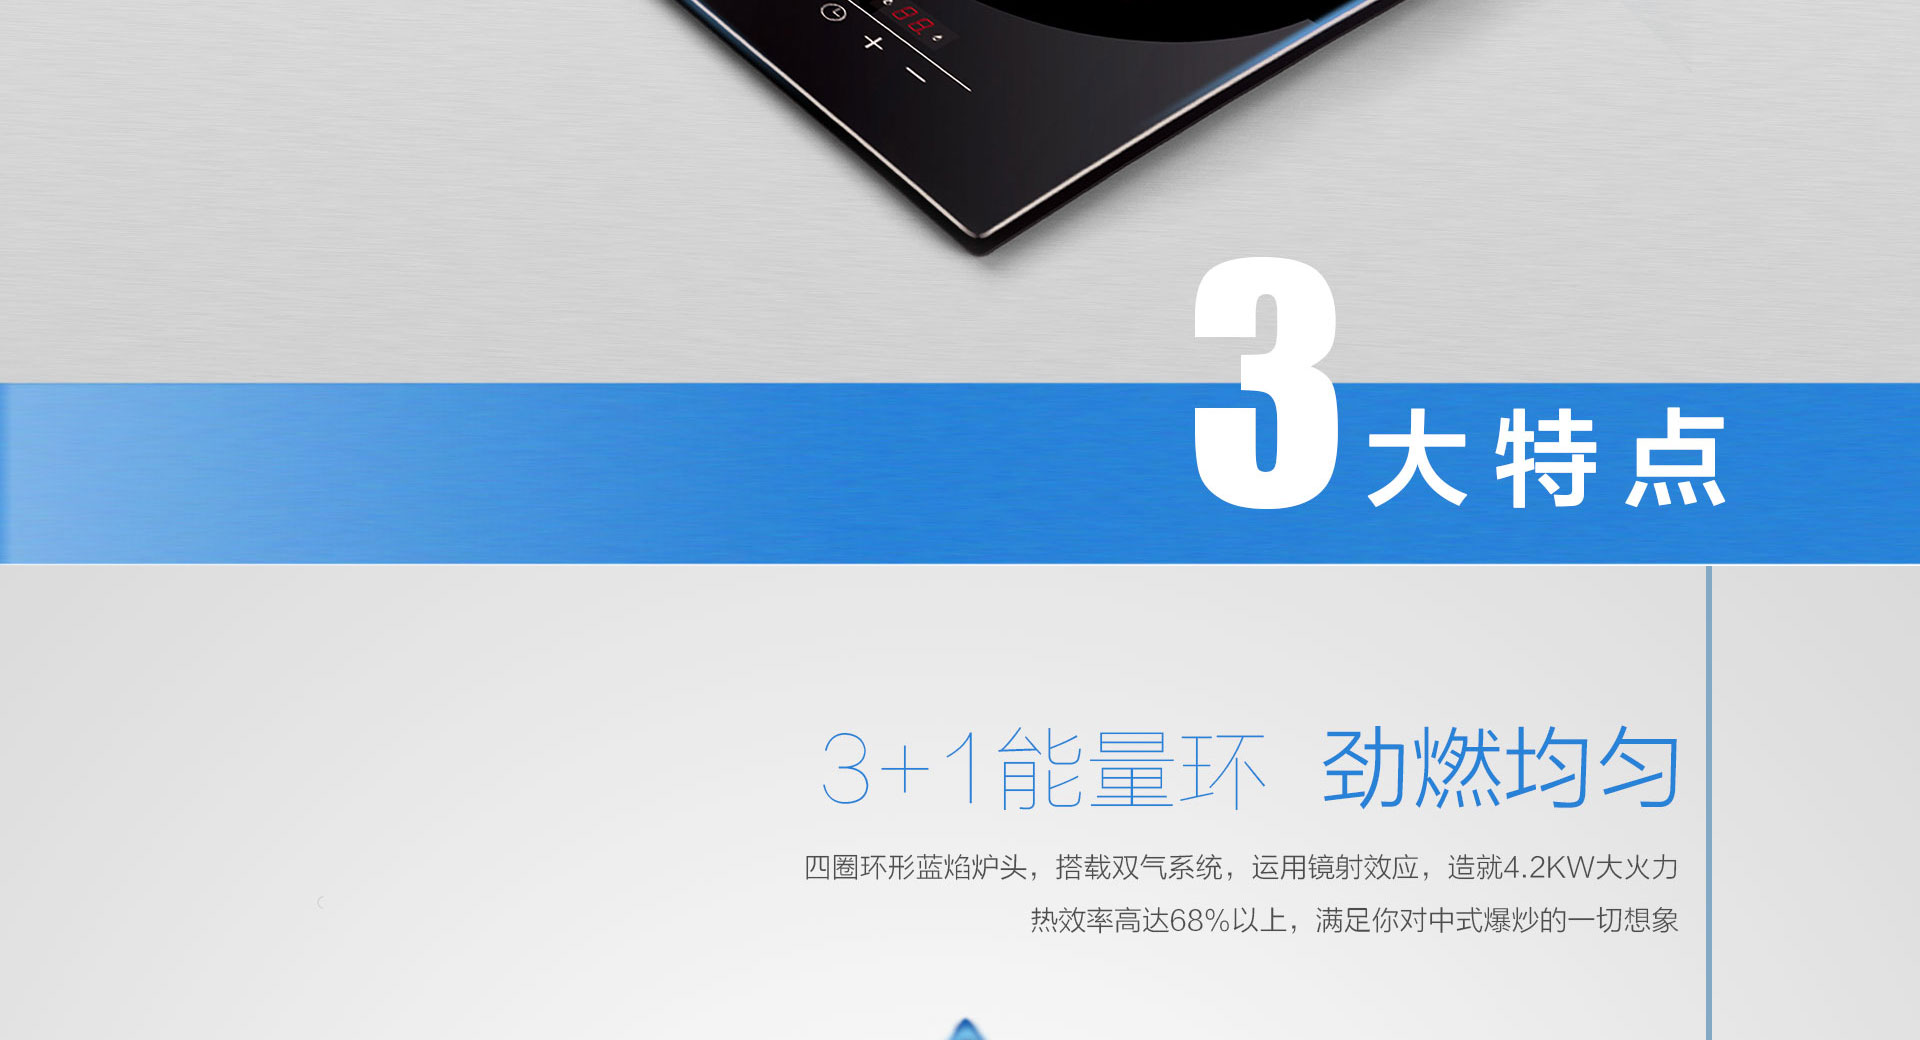 3大特点
3+1能量环 劲燃均匀
四圈环形蓝焰炉头，搭载双气系统，运用镜射效应，造就4.2KW大火力
热效率高达68%以上，满足你对中式爆炒的一切想象